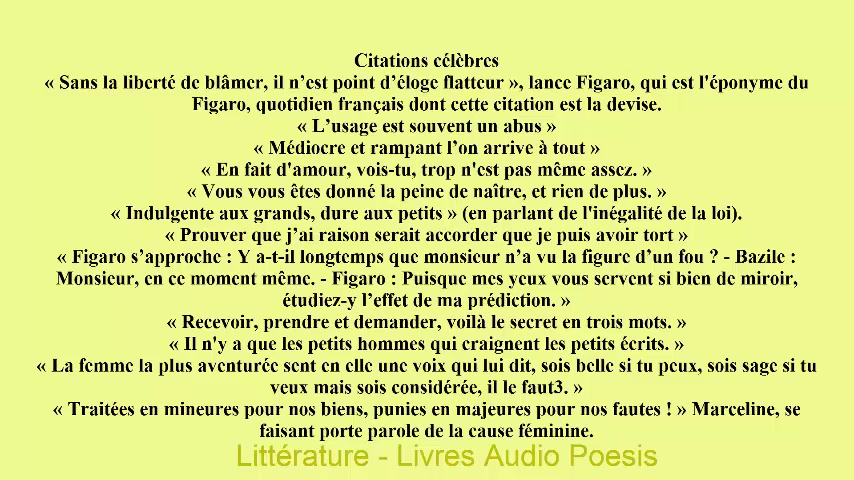 Citations célèbres
« Sans la liberté de blâmer, il n’est point d’éloge flatteur », lance Figaro, qui est l'éponyme du
Figaro, quotidien français dont cette citation est la devise.
« L’usage est souvent un abus »
« Médiocre et rampant l’on arrive à tout »
« En fait d'amour, vois-tu, trop n'est pas même assez. »
« Vous vous êtes donné la peine de naître, et rien de plus. »
« Indulgente aux grands, dure aux petits » (en parlant de l'inégalité de la loi).
« Prouver que j’ai raison serait accorder que je puis avoir tort »
« Figaro s’approche : Y a-t-il longtemps que monsieur n’a vu la figure d’un fou ? - Bazile :
Monsieur, en ce moment même. - Figaro : Puisque mes yeux vous servent si bien de miroir,
étudiez-y l’effet de ma prédiction. »
« Recevoir, prendre et demander, voilà le secret en trois mots. »
« Il n'y a que les petits hommes qui craignent les petits écrits. »
« La femme la plus aventurée sent en elle une voix qui lui dit, sois belle si tu peux, sois sage si tu
veux mais sois considérée, il le faut3. »
« Traitées en mineures pour nos biens, punies en majeures pour nos fautes ! » Marceline, se
faisant porte parole de la cause féminine.
Littérature - Livres Audio Poesis